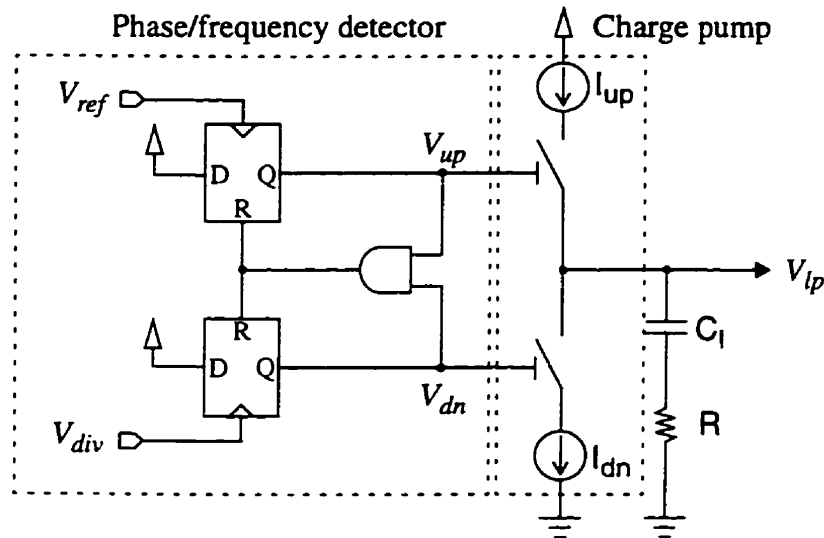 Phase/frequency detector
Charge pump
V_ref
I_up
V_up
D Q
R
V_lp
R
C_l
D Q
V_dn
R
V_div
I_dn